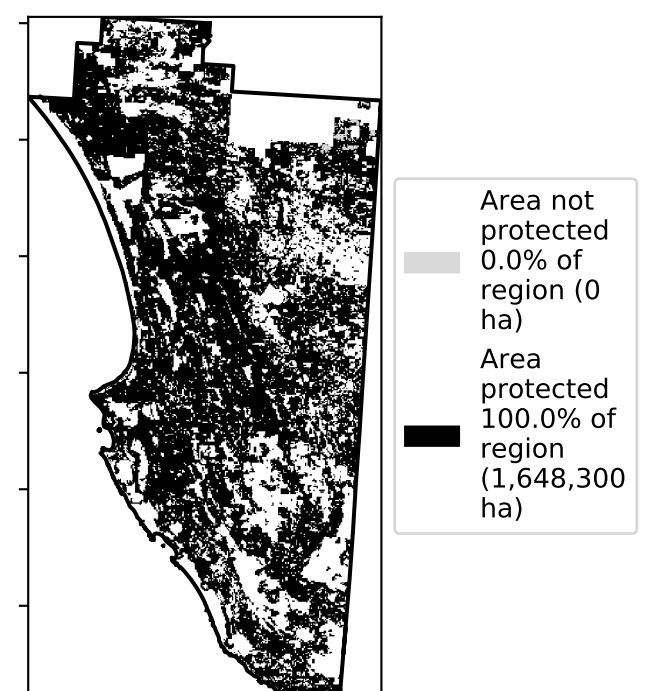 Area not
protected
0.0% of
region (0
ha)
Area
protected
100.0% of
region
(1,648,300
ha)